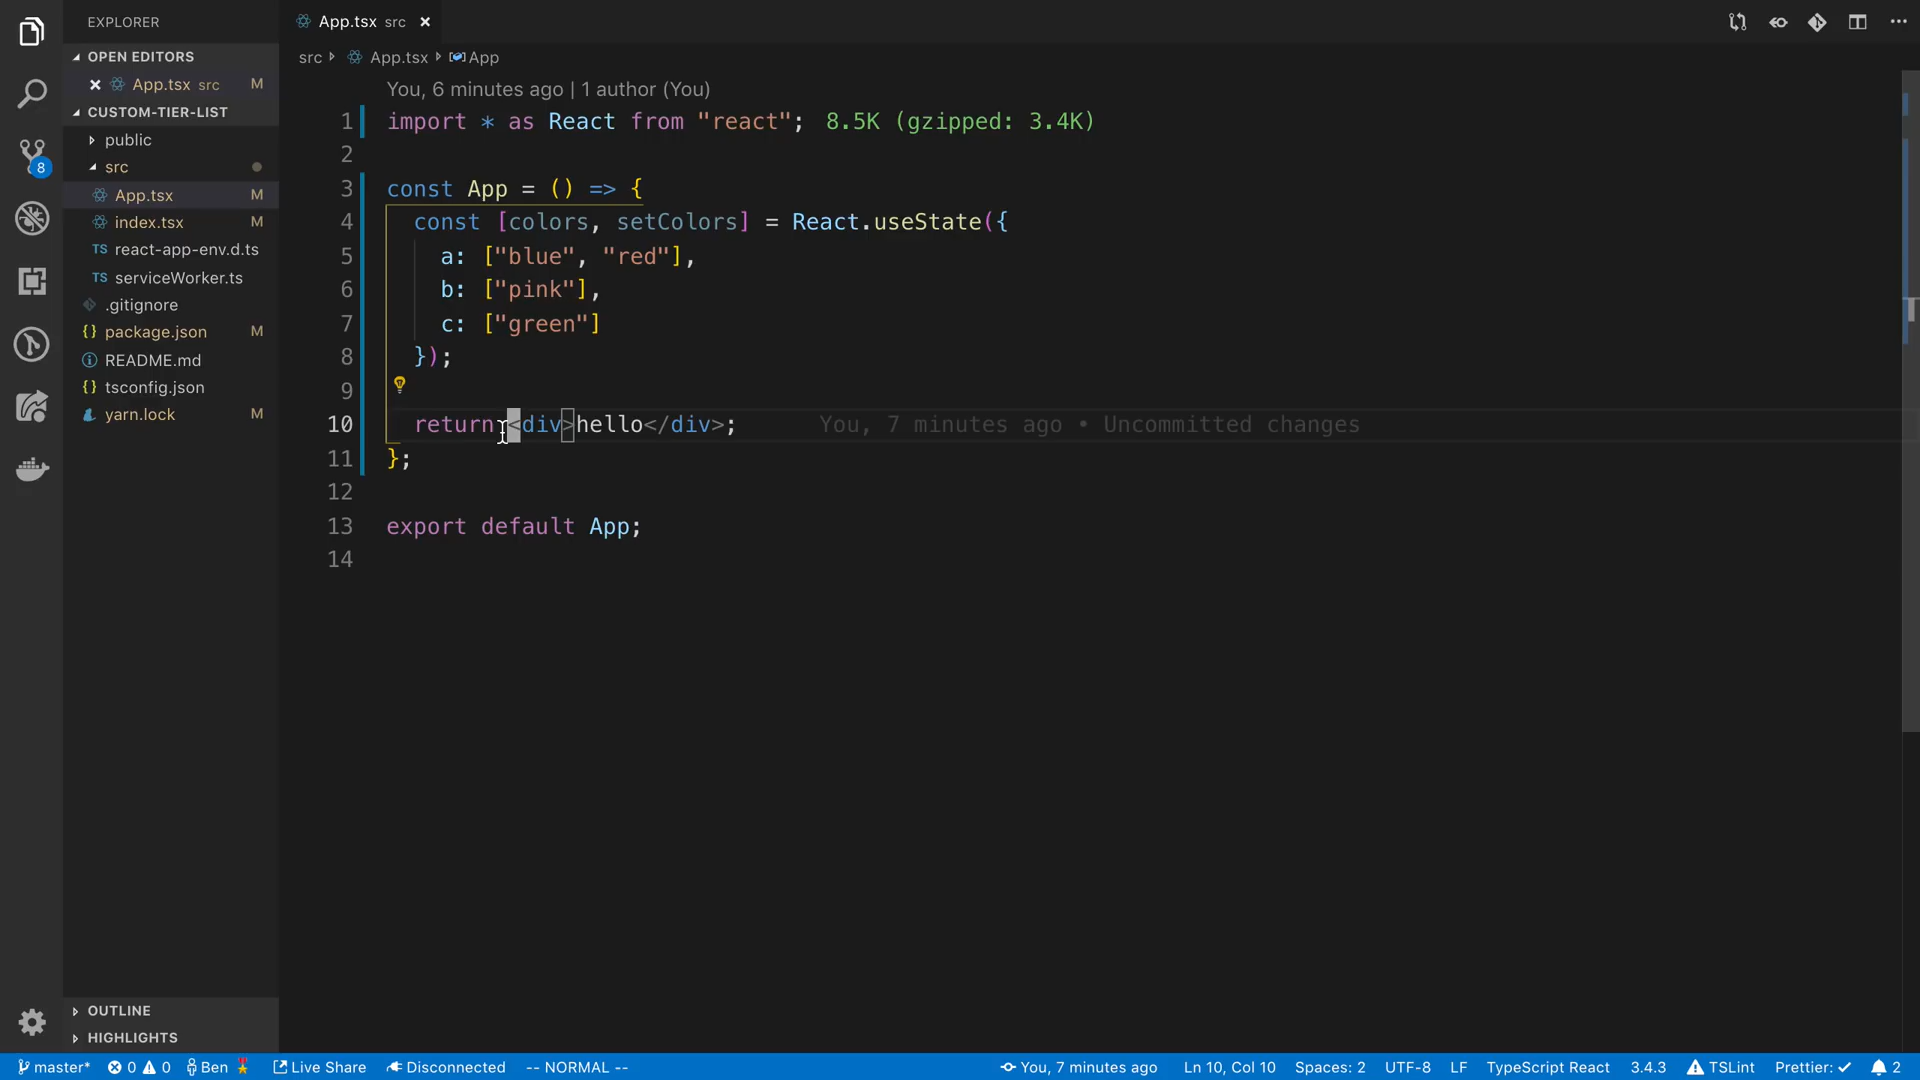 EXPLORER
OPEN EDITORS
App.tsx src M
CUSTOM-TIER-LIST
public
src
App.tsx M
index.tsx M
TS react-app-env.d.ts
TS serviceWorker.ts
.gitignore
{} package.json M
README.md
{} tsconfig.json
yarn.lock M
OUTLINE
HIGHLIGHTS
8
App.tsx src
src App.tsx App
You, 6 minutes ago | 1 author (You)
1 import * as React from "react"; 8.5K (gzipped: 3.4K)
2
3 const App = () => {
4 const [colors, setColors] = React.useState({
5 a: ["blue", "red"],
6 b: ["pink"],
7 c: ["green"]
8 });
9
10 return <div>hello</div>; You, 7 minutes ago • Uncommitted changes
11 };
12
13 export default App;
14
master* 0 0 Ben Live Share Disconnected -- NORMAL -- You, 7 minutes ago Ln 10, Col 10 Spaces: 2 UTF-8 LF TypeScript React 3.4.3 TSLint Prettier: 2